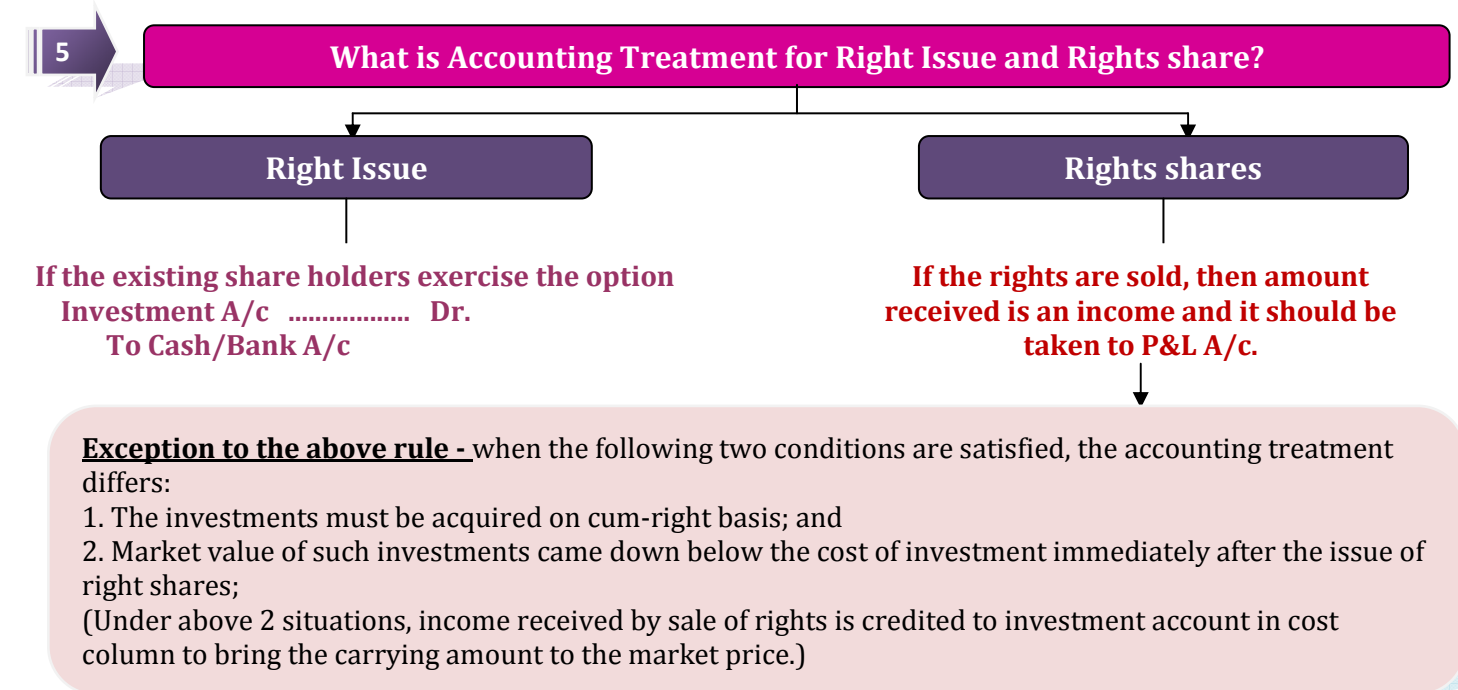 5
What is Accounting Treatment for Right Issue and Rights share?
Right Issue
Rights shares
If the existing share holders exercise the option
Investment A/c .................. Dr.
To Cash/Bank A/c
If the rights are sold, then amount
received is an income and it should be
taken to P&L A/c.
Exception to the above rule - when the following two conditions are satisfied, the accounting treatment
differs:
1. The investments must be acquired on cum-right basis; and
2. Market value of such investments came down below the cost of investment immediately after the issue of
right shares;
(Under above 2 situations, income received by sale of rights is credited to investment account in cost
column to bring the carrying amount to the market price.)